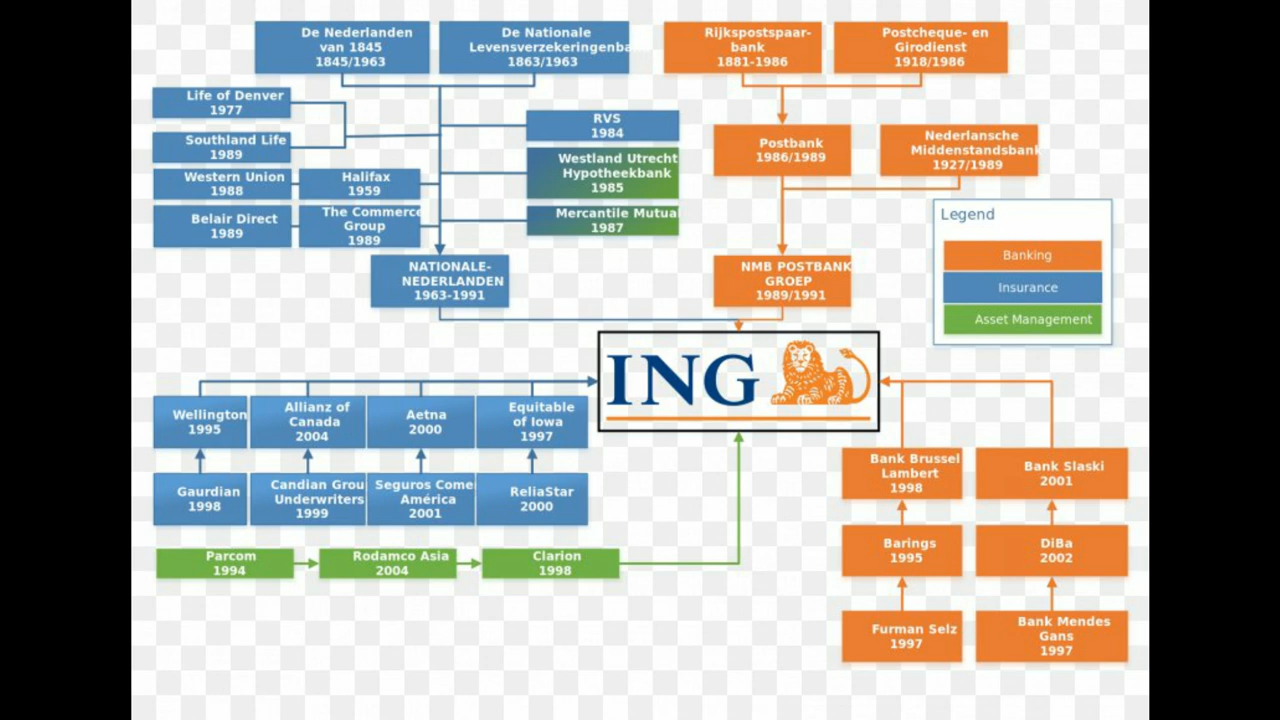 De Nederlanden
van 1845
1845/1963
De Nationale
Levensverzekeringenba
1863/1963
Rijkspostspaar-
bank
1881-1986
Postcheque- en
Girodienst
1918/1986
Life of Denver
1977
Southland Life
1989
RVS
1984
Postbank
1986/1989
Nederlansche
Middenstandsbank
1927/1989
Westland Utrecht
Hypotheekbank
1985
Western Union
1988
Halifax
1959
Belair Direct
1989
The Commerce
Group
1989
Mercantile Mutua
1987
Legend
Banking
Insurance
Asset Management
NATIONALE-
NEDERLANDEN
1963-1991
NMB POSTBANK
GROEP
1989/1991
ING
Wellington
1995
Allianz of
Canada
2004
Aetna
2000
Equitable
of Iowa
1997
Gaurdian
1998
Candian Grou
Underwriters
1999
Seguros Come
América
2001
ReliaStar
2000
Parcom
1994
Rodamco Asia
2004
Clarion
1998
Bank Brussel
Lambert
1998
Bank Slaski
2001
Barings
1995
DiBa
2002
Furman Selz
1997
Bank Mendes
Gans
1997